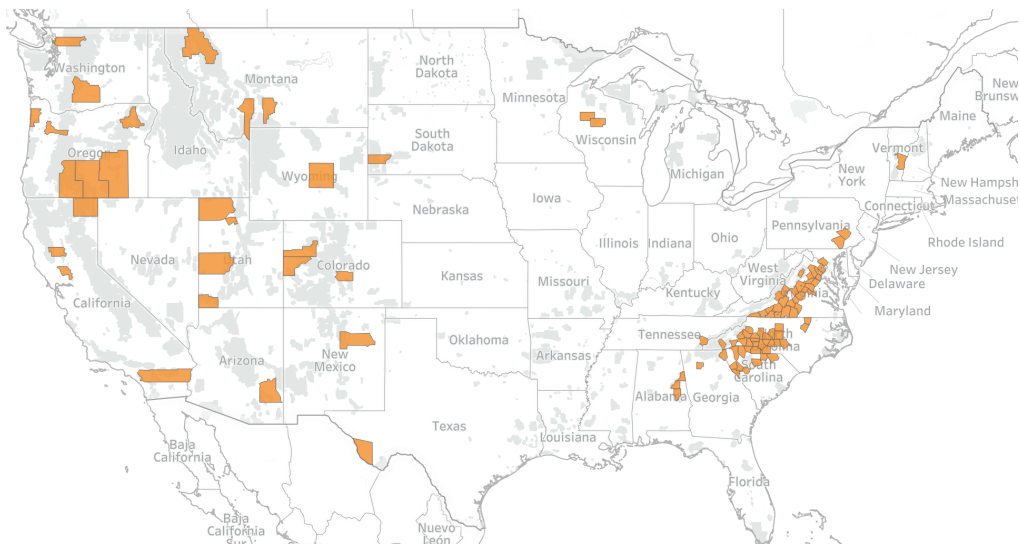 Washington
Montana
North
Dakota
Minnesota
Maine
New
Brunsw
Oreg
Idaho
South
Dakota
Wisconsin
Vermont
Wyoming
Michigan
New
York
New Hampsh
Massachuset
Connecticut
Nebraska
Iowa
Pennsylvania
Rhode Island
Nevada
Utah
Colorado
Illinois
Indiana
Ohio
New Jersey
Delaware
Maryland
California
Kansas
Missouri
West
Virginia
Kentucky
Arizona
New
Mexico
Oklahoma
Arkansas
Tennessee
South
Carolina
Texas
Louisiana
Alabama
Georgia
Baja
California
Florida
Baja
California
Sur
Nuevo
León